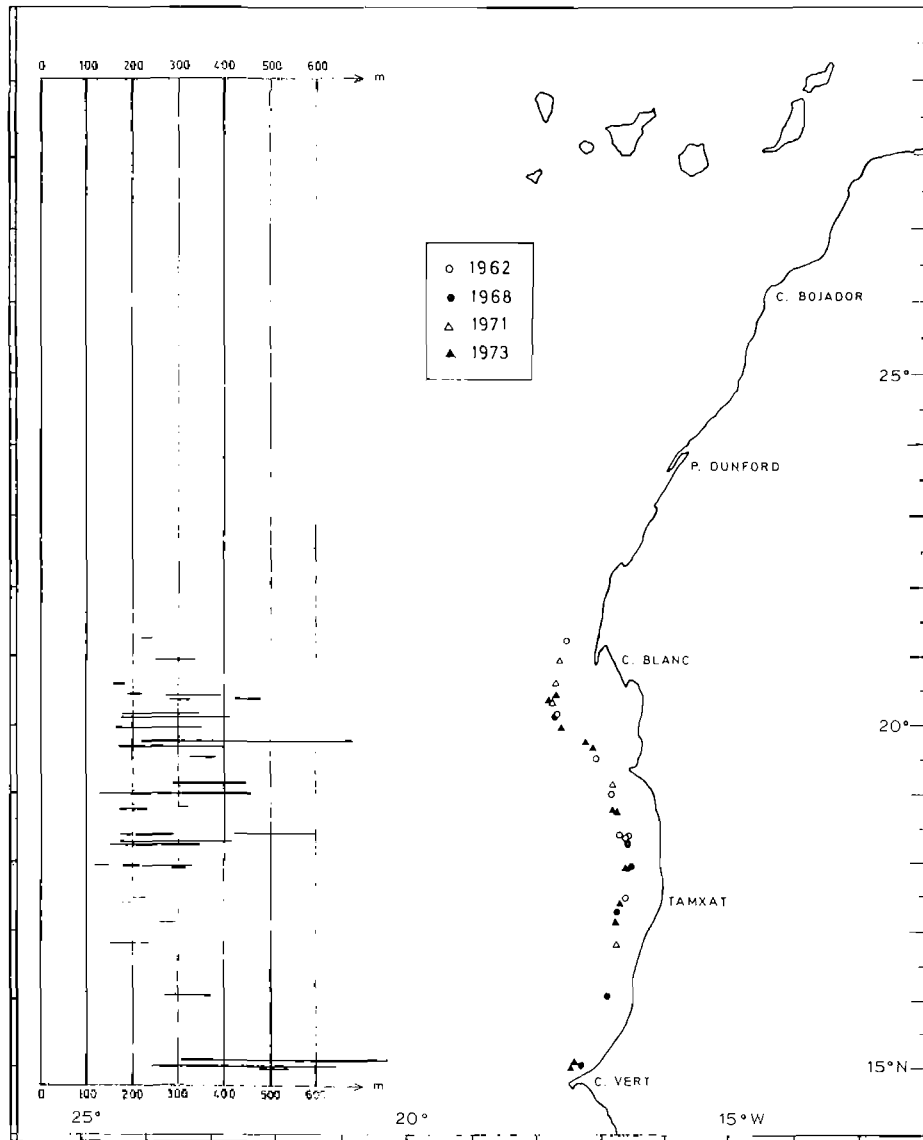 0 100 200 300 400 500 600 m
○ 1962
● 1968
△ 1971
▲ 1973
C. BOJADOR
25°
P. DUNFORD
C. BLANC
20°
TAMXAT
15°N
C. VERT
0 100 200 300 400 500 600 m
25° 20° 15°W